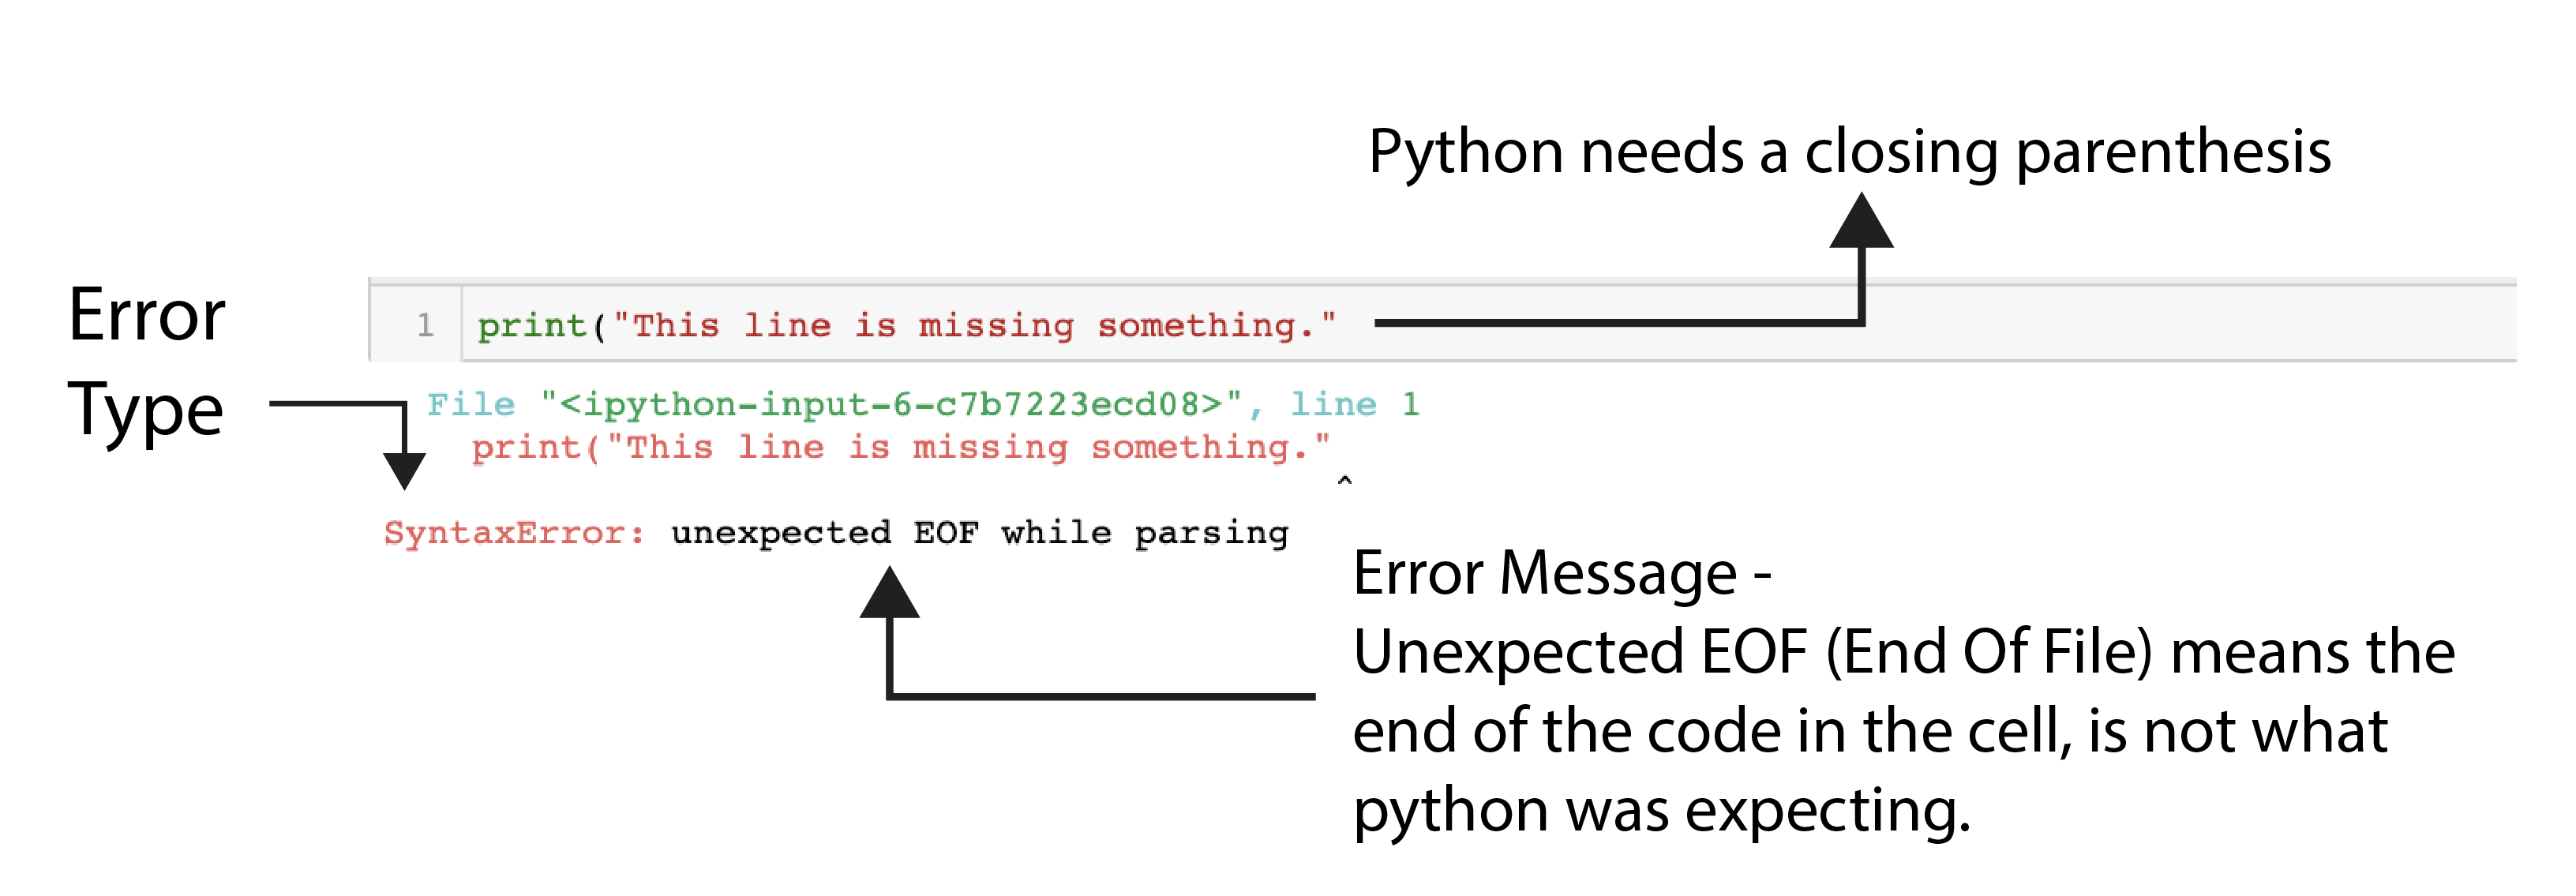 Python needs a closing parenthesis
Error
Type
1 print("This line is missing something."
File "<ipython-input-6-c7b7223ecd08>", line 1
print("This line is missing something."
^
SyntaxError: unexpected EOF while parsing
Error Message -
Unexpected EOF (End Of File) means the
end of the code in the cell, is not what
python was expecting.